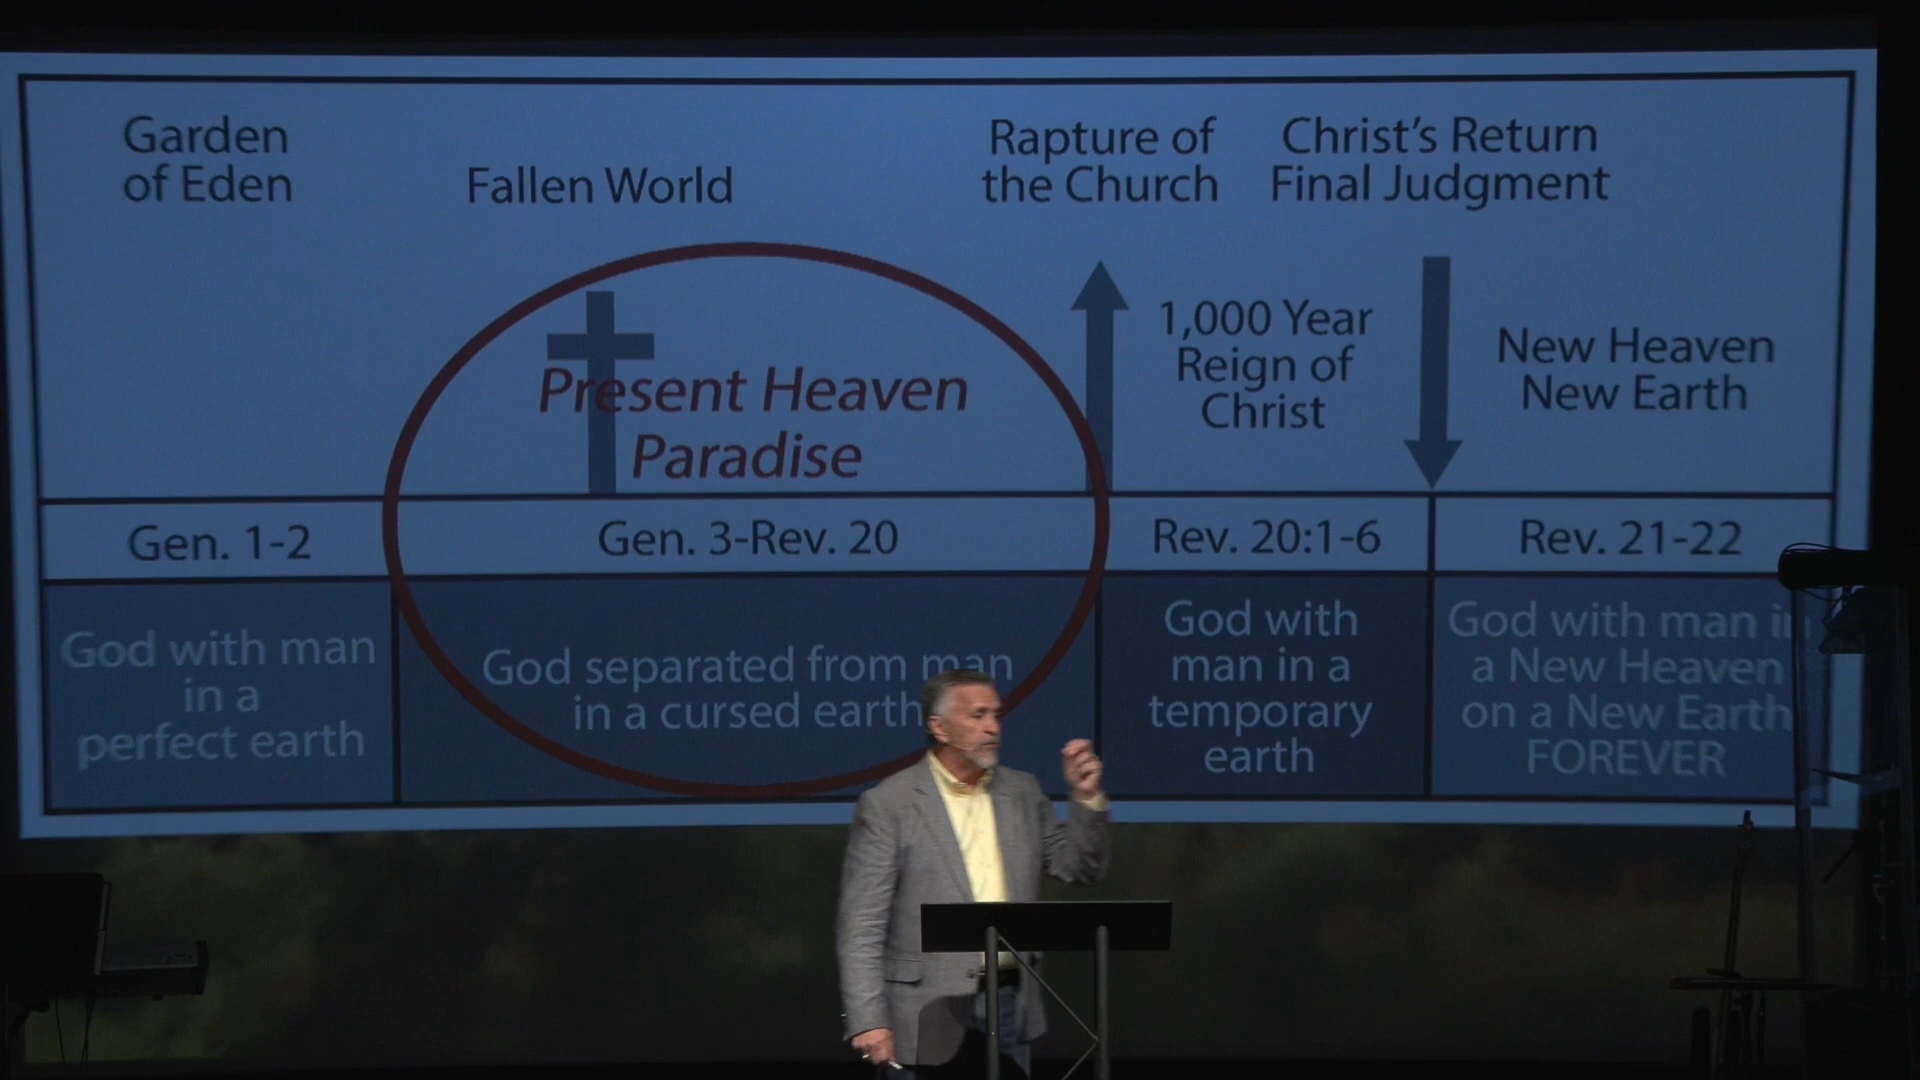 Garden
of Eden
Fallen World
Rapture of
the Church
Christ's Return
Final Judgment
Present Heaven
Paradise
1,000 Year
Reign of
Christ
New Heaven
New Earth
Gen. 1-2
Gen. 3-Rev. 20
Rev. 20:1-6
Rev. 21-22
God with man
in a
perfect earth
God separated from man
in a cursed earth
God with
man in a
temporary
earth
God with man in
a New Heaven
on a New Earth
FOREVER